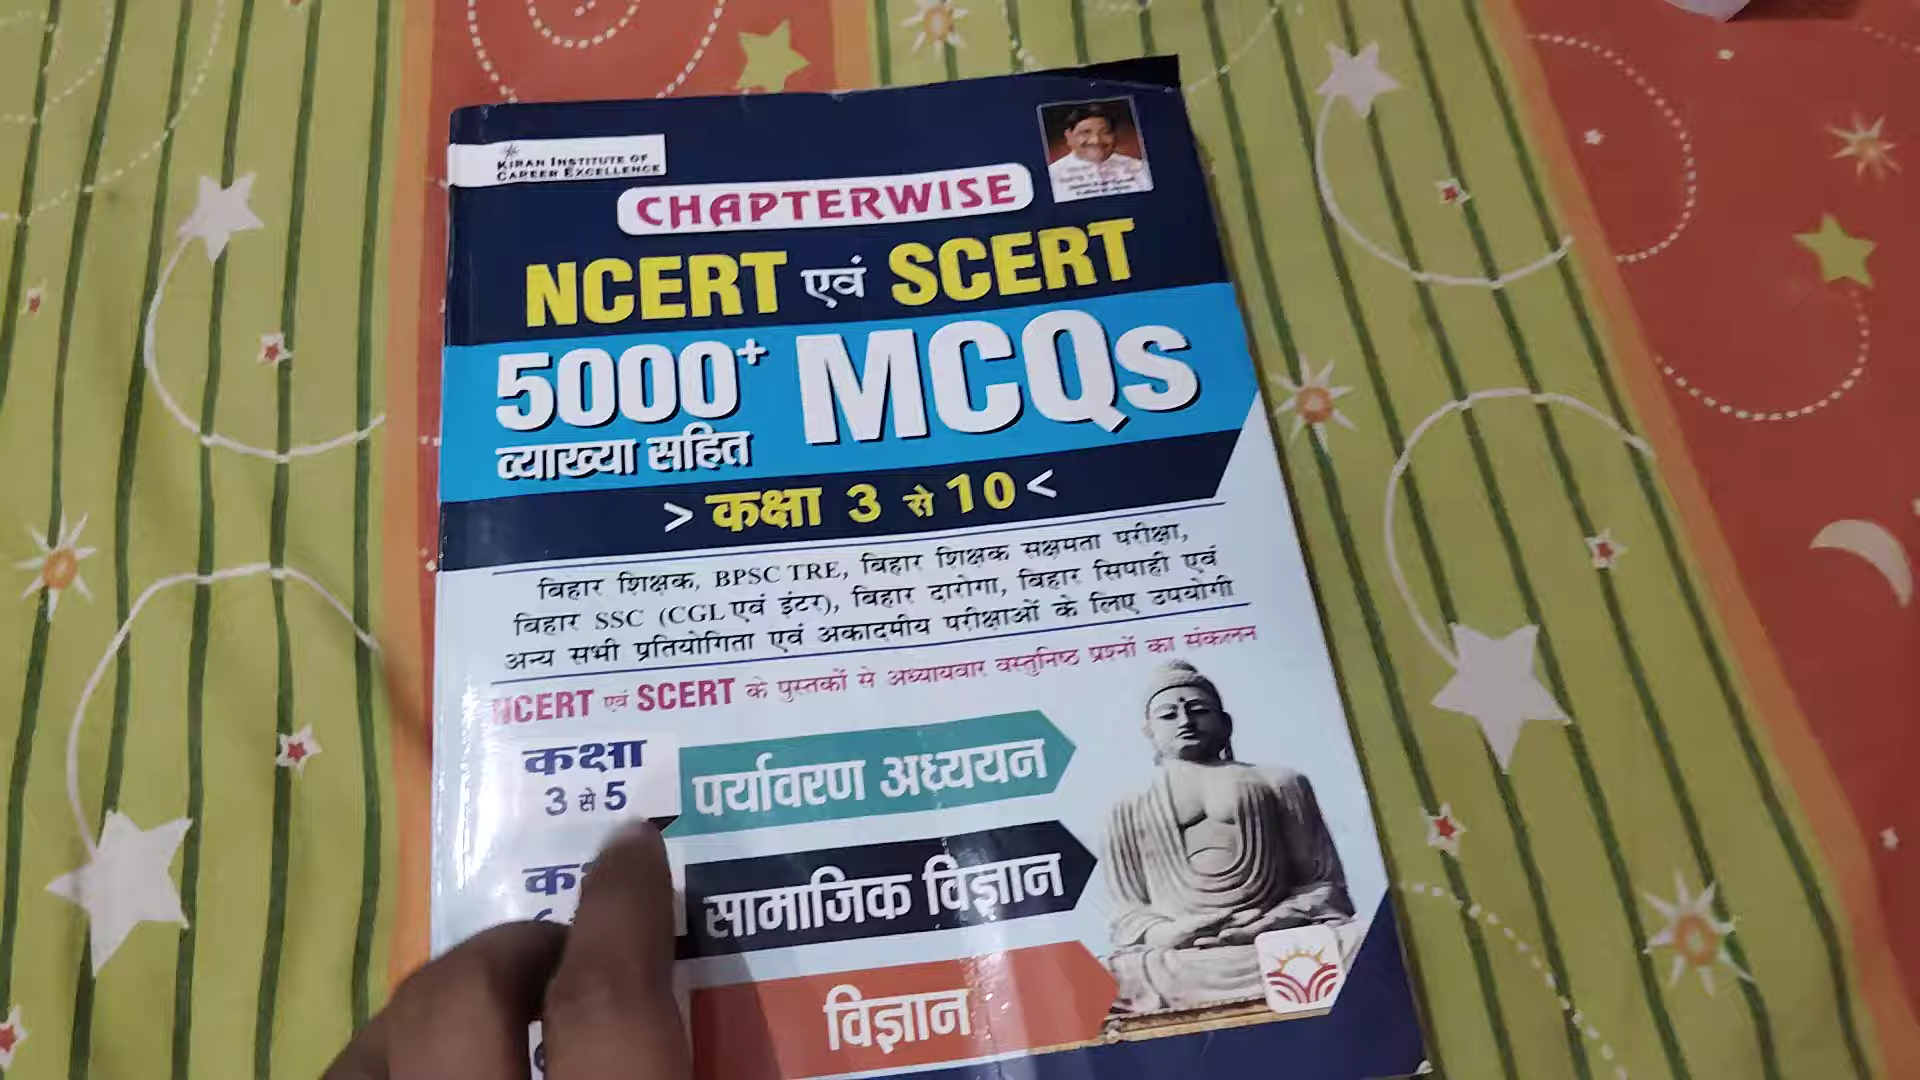 KIRAN INSTITUTE OF
CAREER EXCELLENCE
CHAPTERWISE
NCERT एवं SCERT
5000+ MCQs
व्याख्या सहित
> कक्षा 3 से 10 <
बिहार शिक्षक, BPSC TRE, बिहार शिक्षक सक्षमता परीक्षा,
बिहार SSC (CGL एवं इंटर), बिहार दारोगा, बिहार सिपाही एवं
अन्य सभी प्रतियोगिता एवं अकादमीय परीक्षाओं के लिए उपयोगी
NCERT एवं SCERT के पुस्तकों से अध्यायवार वस्तुनिष्ठ प्रश्नों का संकलन
कक्षा
3 से 5
पर्यावरण अध्ययन
सामाजिक विज्ञान
विज्ञान